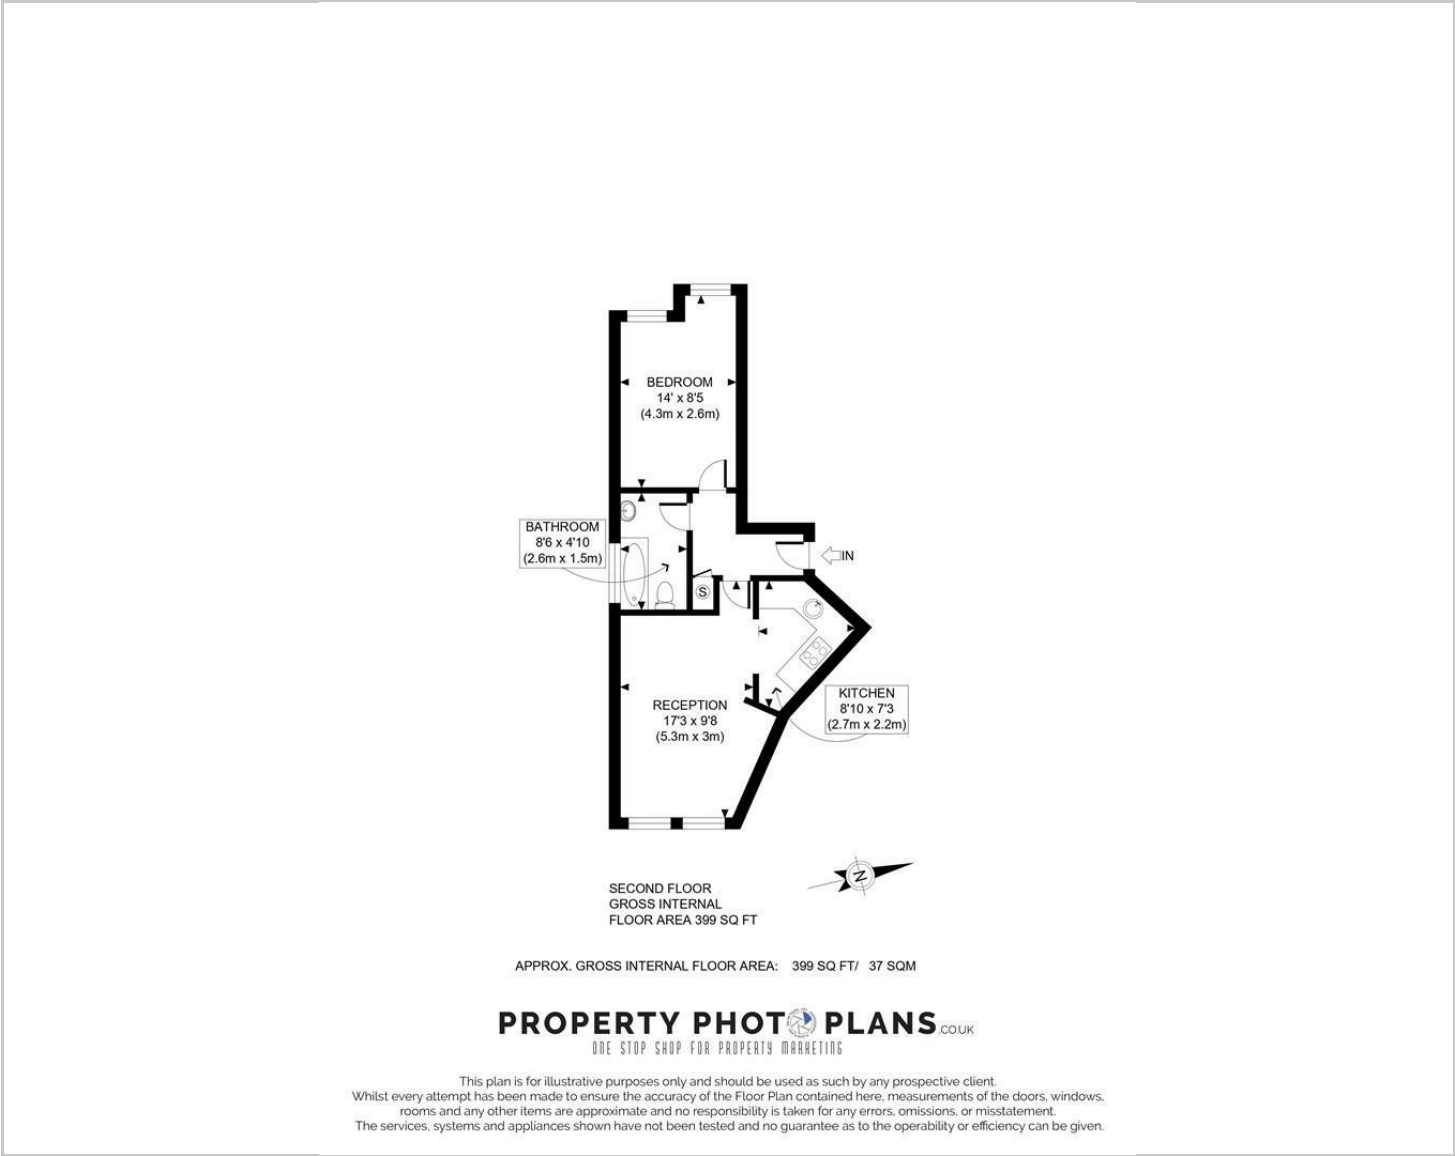 BEDROOM
14' x 8'5
(4.3m x 2.6m)
BATHROOM
8'6 x 4'10
(2.6m x 1.5m)
IN
S
KITCHEN
8'10 x 7'3
(2.7m x 2.2m)
RECEPTION
17'3 x 9'8
(5.3m x 3m)
N
SECOND FLOOR
GROSS INTERNAL
FLOOR AREA 399 SQ FT
APPROX. GROSS INTERNAL FLOOR AREA: 399 SQ FT/ 37 SQM
PROPERTY PHOTO PLANS.CO.UK
ONE STOP SHOP FOR PROPERTY MARKETING
This plan is for illustrative purposes only and should be used as such by any prospective client.
Whilst every attempt has been made to ensure the accuracy of the Floor Plan contained here, measurements of the doors, windows,
rooms and any other items are approximate and no responsibility is taken for any errors, omissions, or misstatement.
The services, systems and appliances shown have not been tested and no guarantee as to the operability or efficiency can be given.